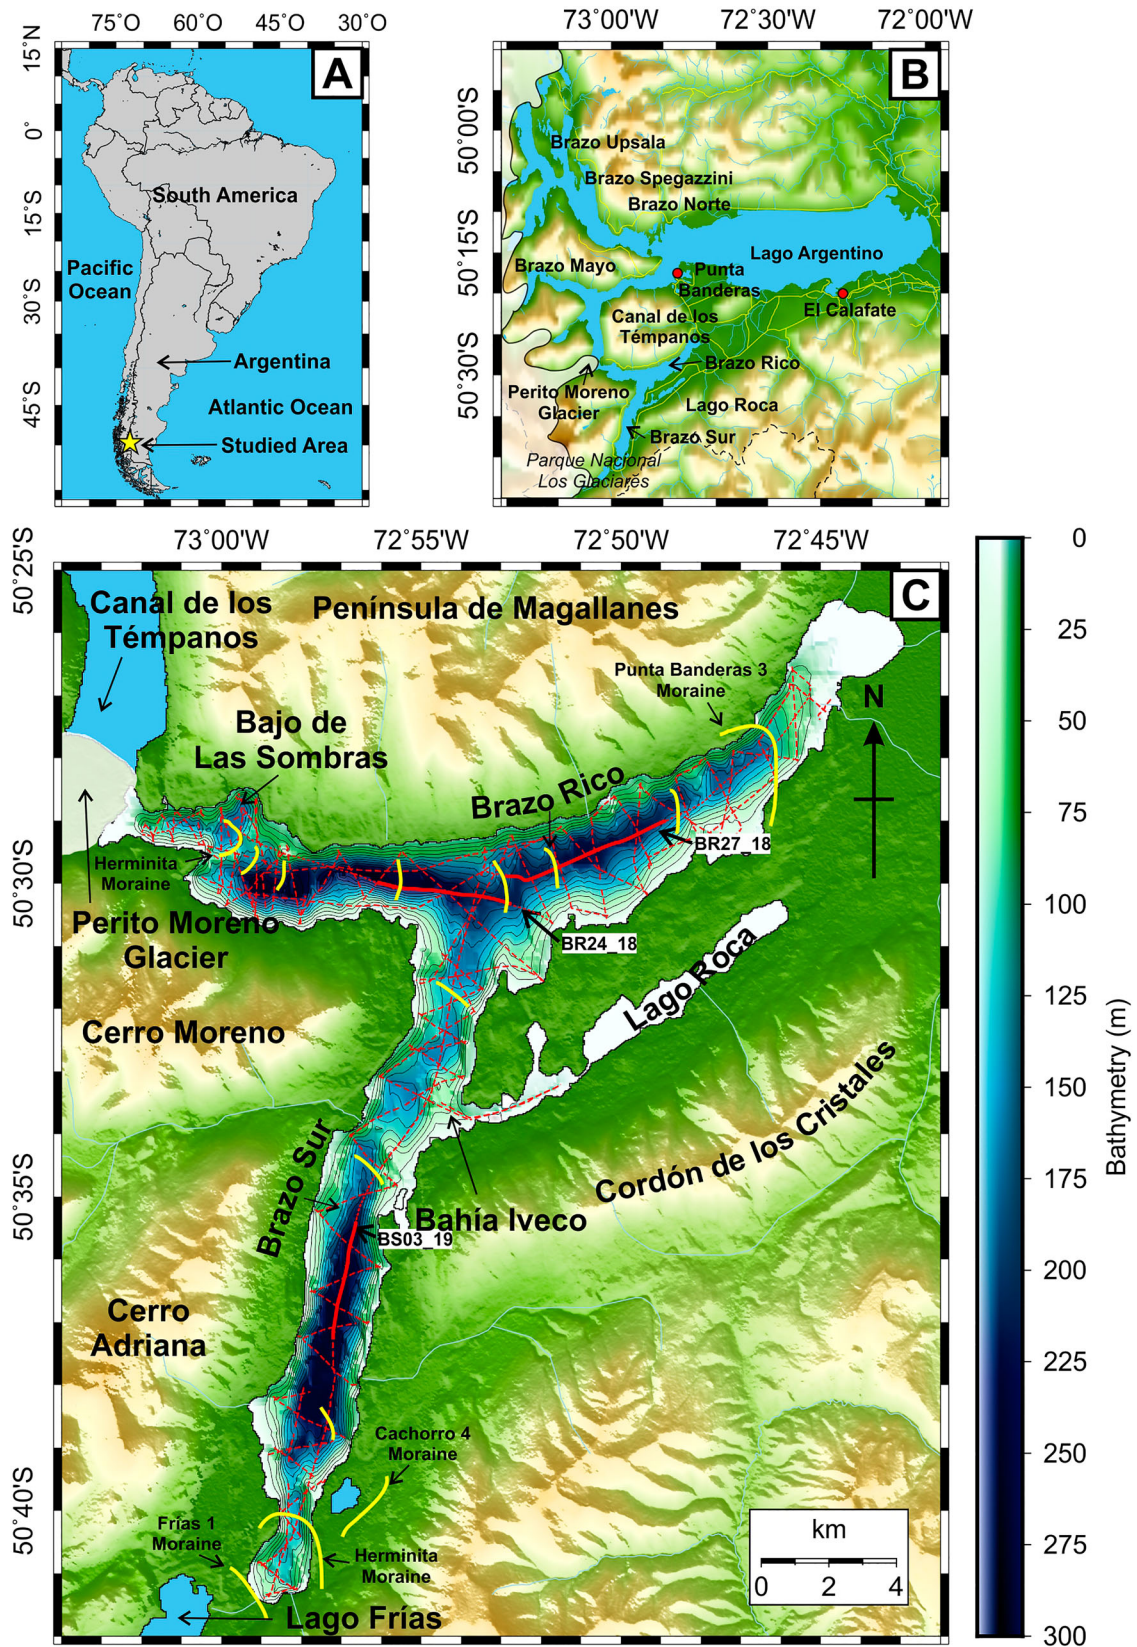 75°O 60°O 45°O 30°O
15°N
0°
15°S
30°S
45°S
A
South America
Pacific
Ocean
Argentina
Atlantic Ocean
Studied Area
73°00'W 72°30'W 72°00'W
50°00'S
50°15'S
50°30'S
B
Brazo Upsala
Brazo Spegazzini
Brazo Norte
Lago Argentino
Brazo Mayo
Punta
Banderas
El Calafate
Canal de los
Témpanos
Brazo Rico
Perito Moreno
Glacier
Lago Roca
Brazo Sur
Parque Nacional
Los Glaciares
73°00'W 72°55'W 72°50'W 72°45'W
50°25'S
50°30'S
50°35'S
50°40'S
C
Canal de los
Témpanos
Península de Magallanes
Punta Banderas 3
Moraine
N
Bajo de
Las Sombras
Brazo Rico
BR27_18
Herminita
Moraine
Perito Moreno
Glacier
BR24_18
Lago Roca
Cerro Moreno
Cordón de los Cristales
Brazo Sur
Bahía Iveco
BS03_19
Cerro
Adriana
Cachorro 4
Moraine
Frías 1
Moraine
Herminita
Moraine
Lago Frías
km
0 2 4
0
25
50
75
100
125
150
175
200
225
250
275
300
Bathymetry (m)